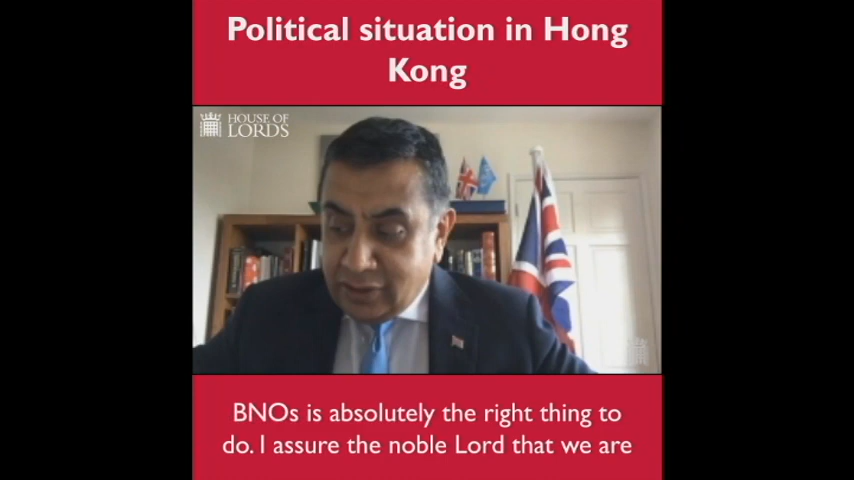 Political situation in Hong
Kong
HOUSE OF
LORDS
BNOs is absolutely the right thing to
do. I assure the noble Lord that we are